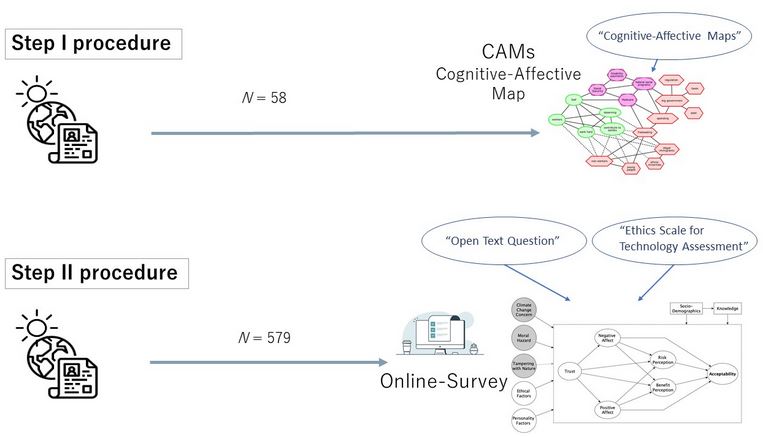 Step I procedure
N = 58
CAMs
Cognitive-Affective
Map
"Cognitive-Affective Maps"
Step II procedure
N = 579
Online-Survey
"Open Text Question"
"Ethics Scale for
Technology Assessment"
Climate
Change
Concern
Moral
Hazard
Tampering
with Nature
Ethical
Factors
Personality
Factors
Trust
Negative
Affect
Positive
Affect
Risk
Perception
Benefit
Perception
Acceptability
Socio-
Demographics
Knowledge